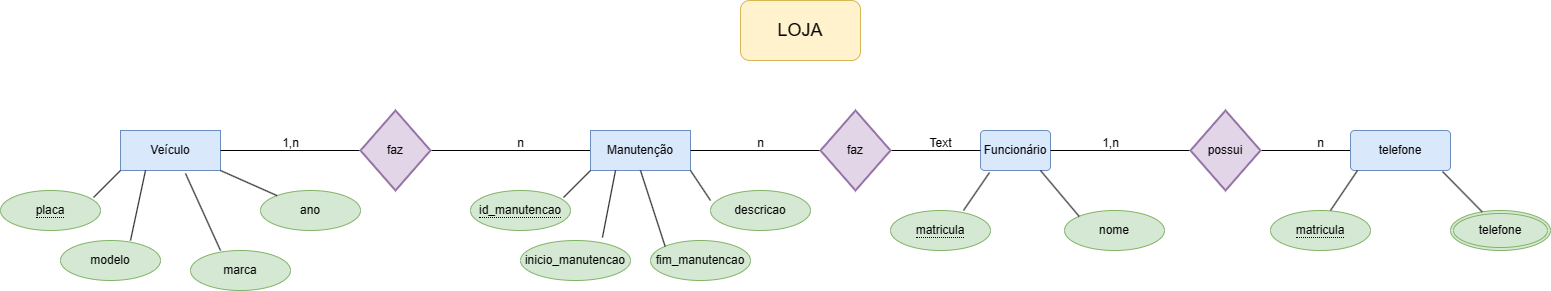 LOJA
Veículo
1,n
faz
n
Manutenção
n
faz
Text
Funcionário
1,n
possui
n
telefone
placa
ano
id_manutencao
descricao
matricula
nome
matricula
telefone
modelo
marca
inicio_manutencao
fim_manutencao